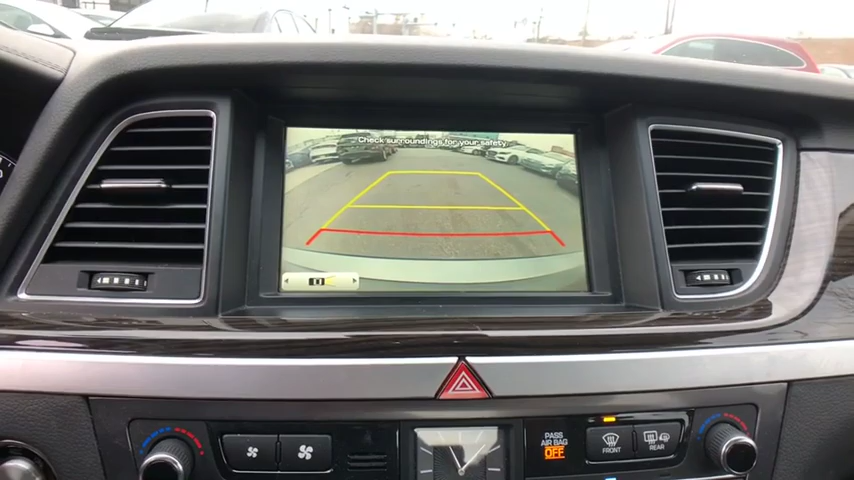 Check surroundings for your safety.
PASS
AIR BAG
OFF
FRONT
REAR